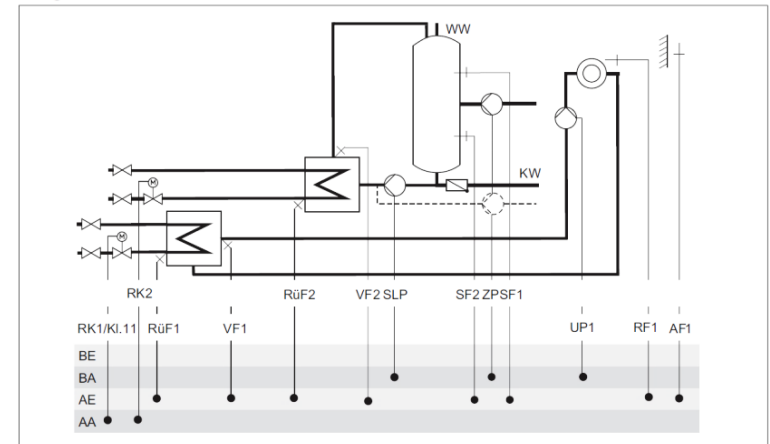 WW
KW
RK2 RüF2 VF2 SLP SF2 ZP SF1
RK1/Kl.11 RüF1 VF1 UP1 RF1 AF1
BE
BA
AE
AA
M
M